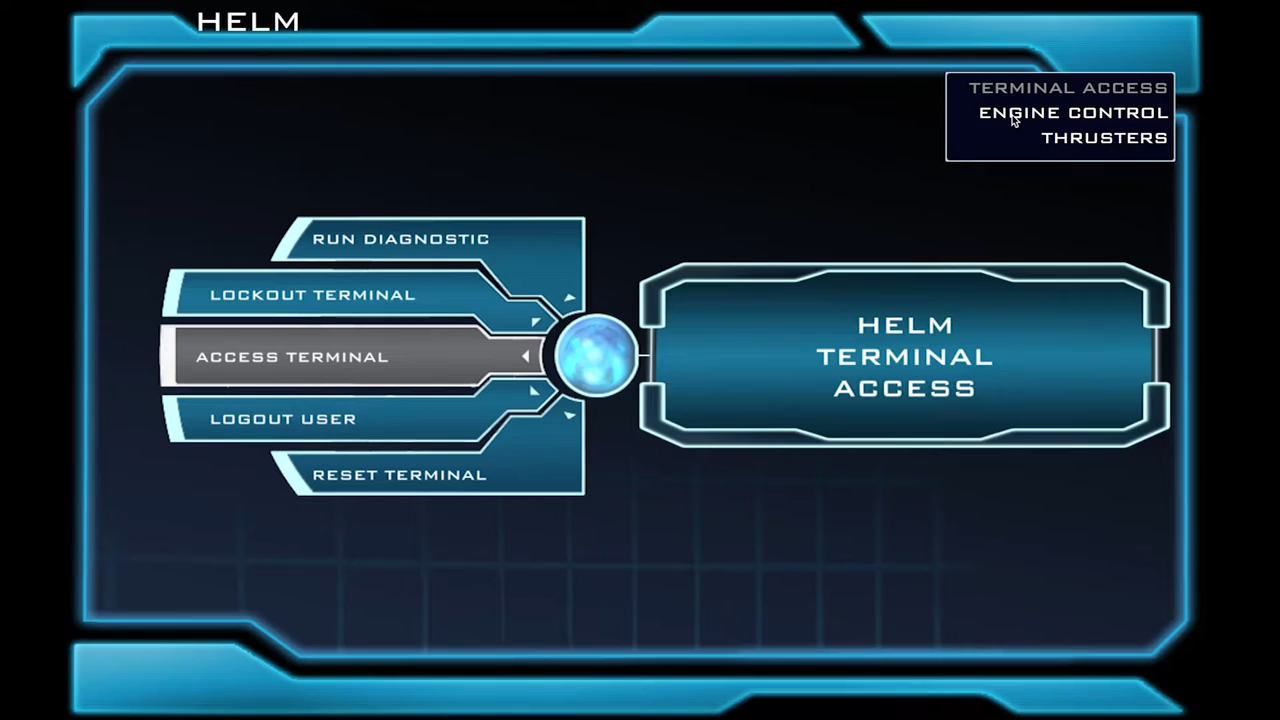 HELM
TERMINAL ACCESS
ENGINE CONTROL
THRUSTERS
RUN DIAGNOSTIC
LOCKOUT TERMINAL
ACCESS TERMINAL
LOGOUT USER
RESET TERMINAL
HELM
TERMINAL
ACCESS